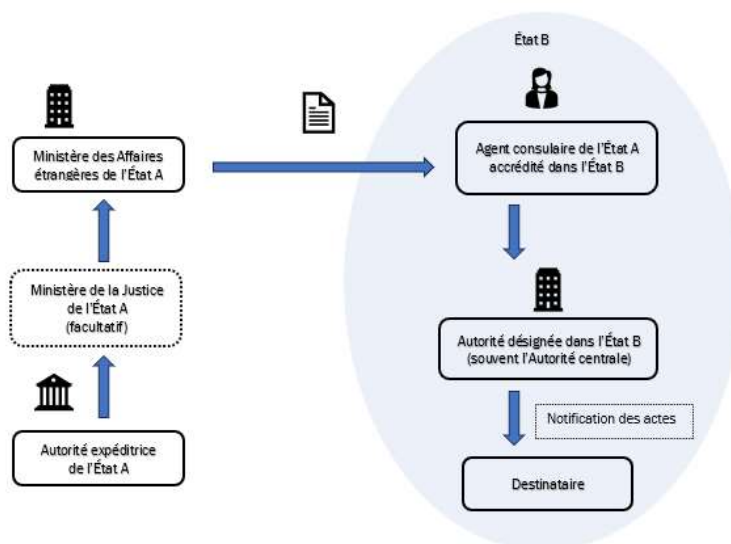 État B
Ministère des Affaires
étrangères de l'État A
Agent consulaire de l'État A
accrédité dans l'État B
Ministère de la Justice
de l'État A
(facultatif)
Autorité désignée dans l'État B
(souvent l'Autorité centrale)
Notification des actes
Autorité expéditrice
de l'État A
Destinataire